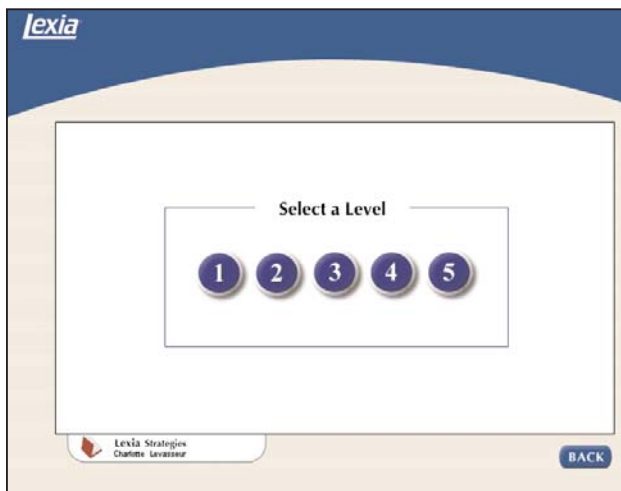 Lexia
Select a Level
1 2 3 4 5
Lexia Strategies
Charlotte Levasseur
BACK